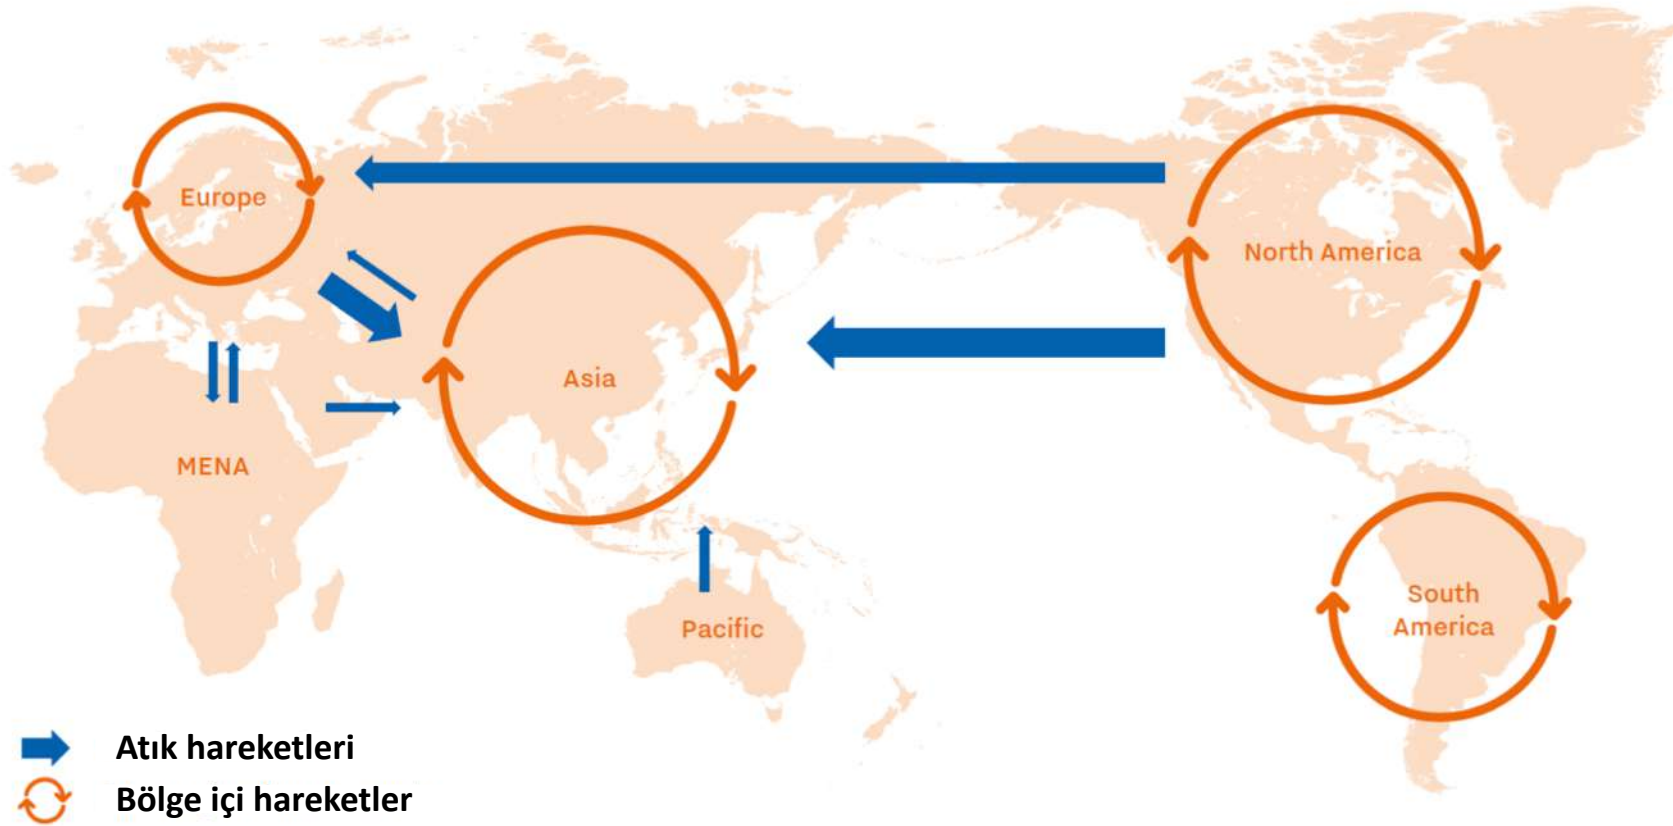 Europe
North America
Asia
MENA
South
America
Pacific
Atık hareketleri
Bölge içi hareketler